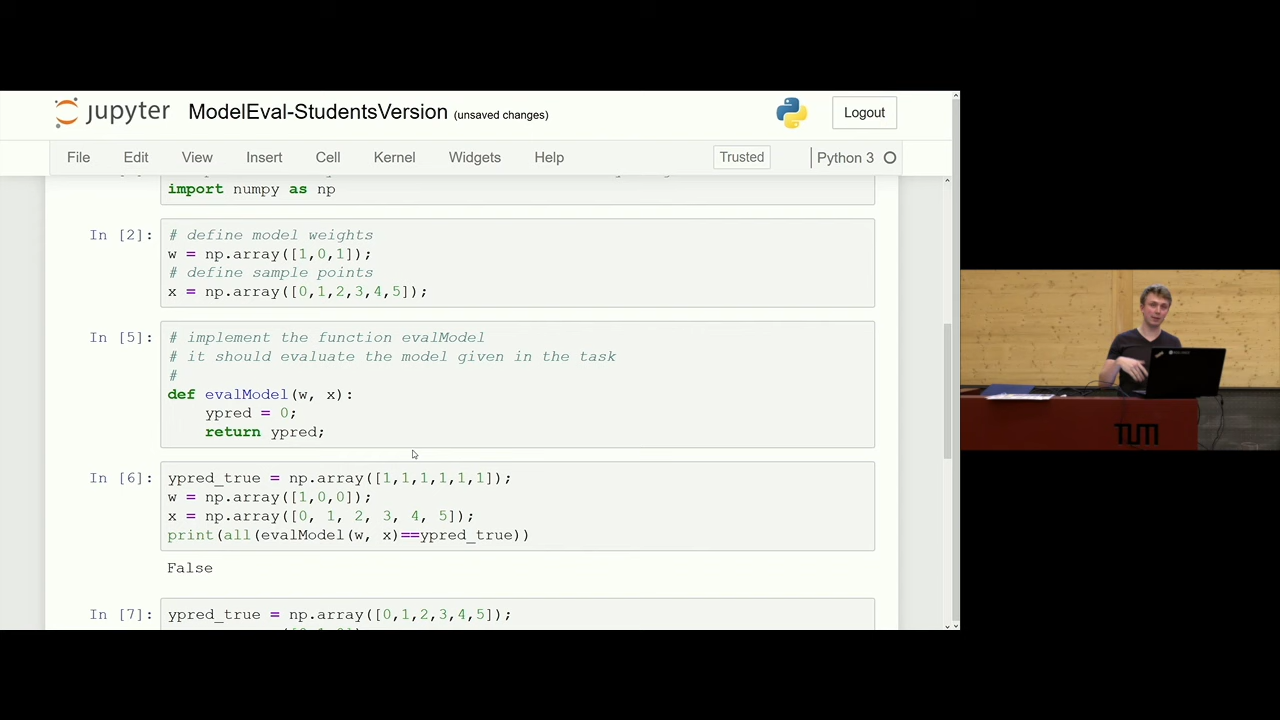 jupyter ModelEval-StudentsVersion (unsaved changes) Logout
File Edit View Insert Cell Kernel Widgets Help Trusted Python 3
import numpy as np
In [2]: # define model weights
w = np.array([1,0,1]);
# define sample points
x = np.array([0,1,2,3,4,5]);
In [5]: # implement the function evalModel
# it should evaluate the model given in the task
#
def evalModel(w, x):
ypred = 0;
return ypred;
In [6]: ypred_true = np.array([1,1,1,1,1,1]);
w = np.array([1,0,0]);
x = np.array([0, 1, 2, 3, 4, 5]);
print(all(evalModel(w, x)==ypred_true))
False
In [7]: ypred_true = np.array([0,1,2,3,4,5]);
TUM